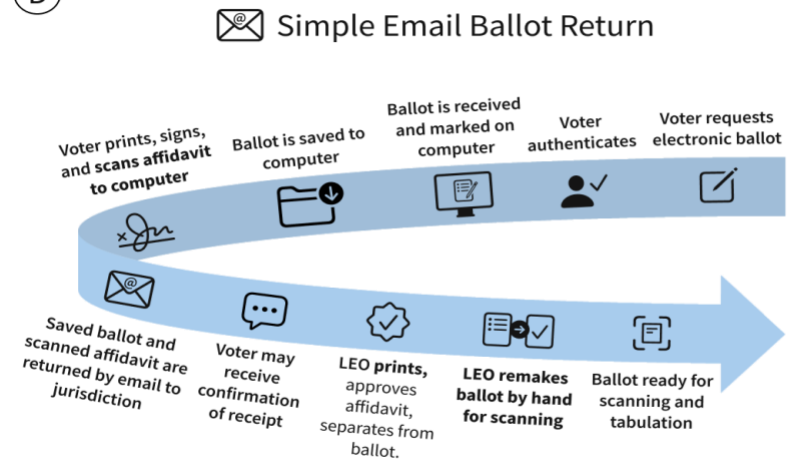 Simple Email Ballot Return
Voter requests
electronic ballot
Voter
authenticates
Ballot is received
and marked on
computer
Ballot is saved to
computer
Voter prints, signs,
and scans affidavit
to computer
Saved ballot and
scanned affidavit are
returned by email to
jurisdiction
Voter may
receive
confirmation
of receipt
LEO prints,
approves
affidavit,
separates from
ballot.
LEO remakes
ballot by hand
for scanning
Ballot ready for
scanning and
tabulation